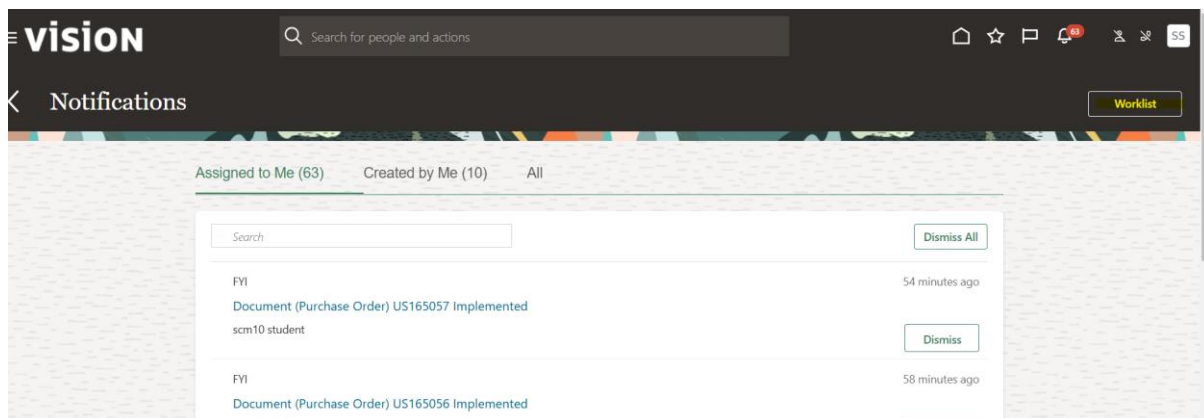 vision
Search for people and actions
63
SS
Notifications
Worklist
Assigned to Me (63) Created by Me (10) All
Search
Dismiss All
FYI
54 minutes ago
Document (Purchase Order) US165057 Implemented
scm10 student
Dismiss
FYI
58 minutes ago
Document (Purchase Order) US165056 Implemented